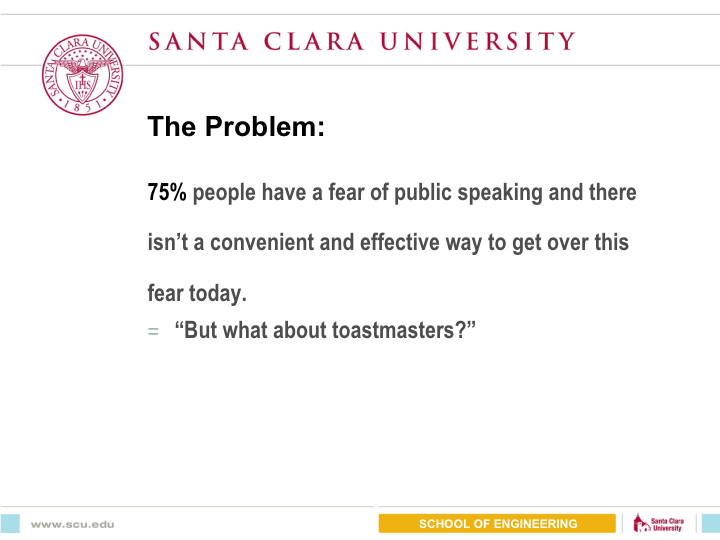 SANTA CLARA UNIVERSITY
SANTA CLARA UNIVERSITY
IHS
1851
The Problem:
75% people have a fear of public speaking and there
isn’t a convenient and effective way to get over this
fear today.
= “But what about toastmasters?”
www.scu.edu
SCHOOL OF ENGINEERING
Santa Clara
University